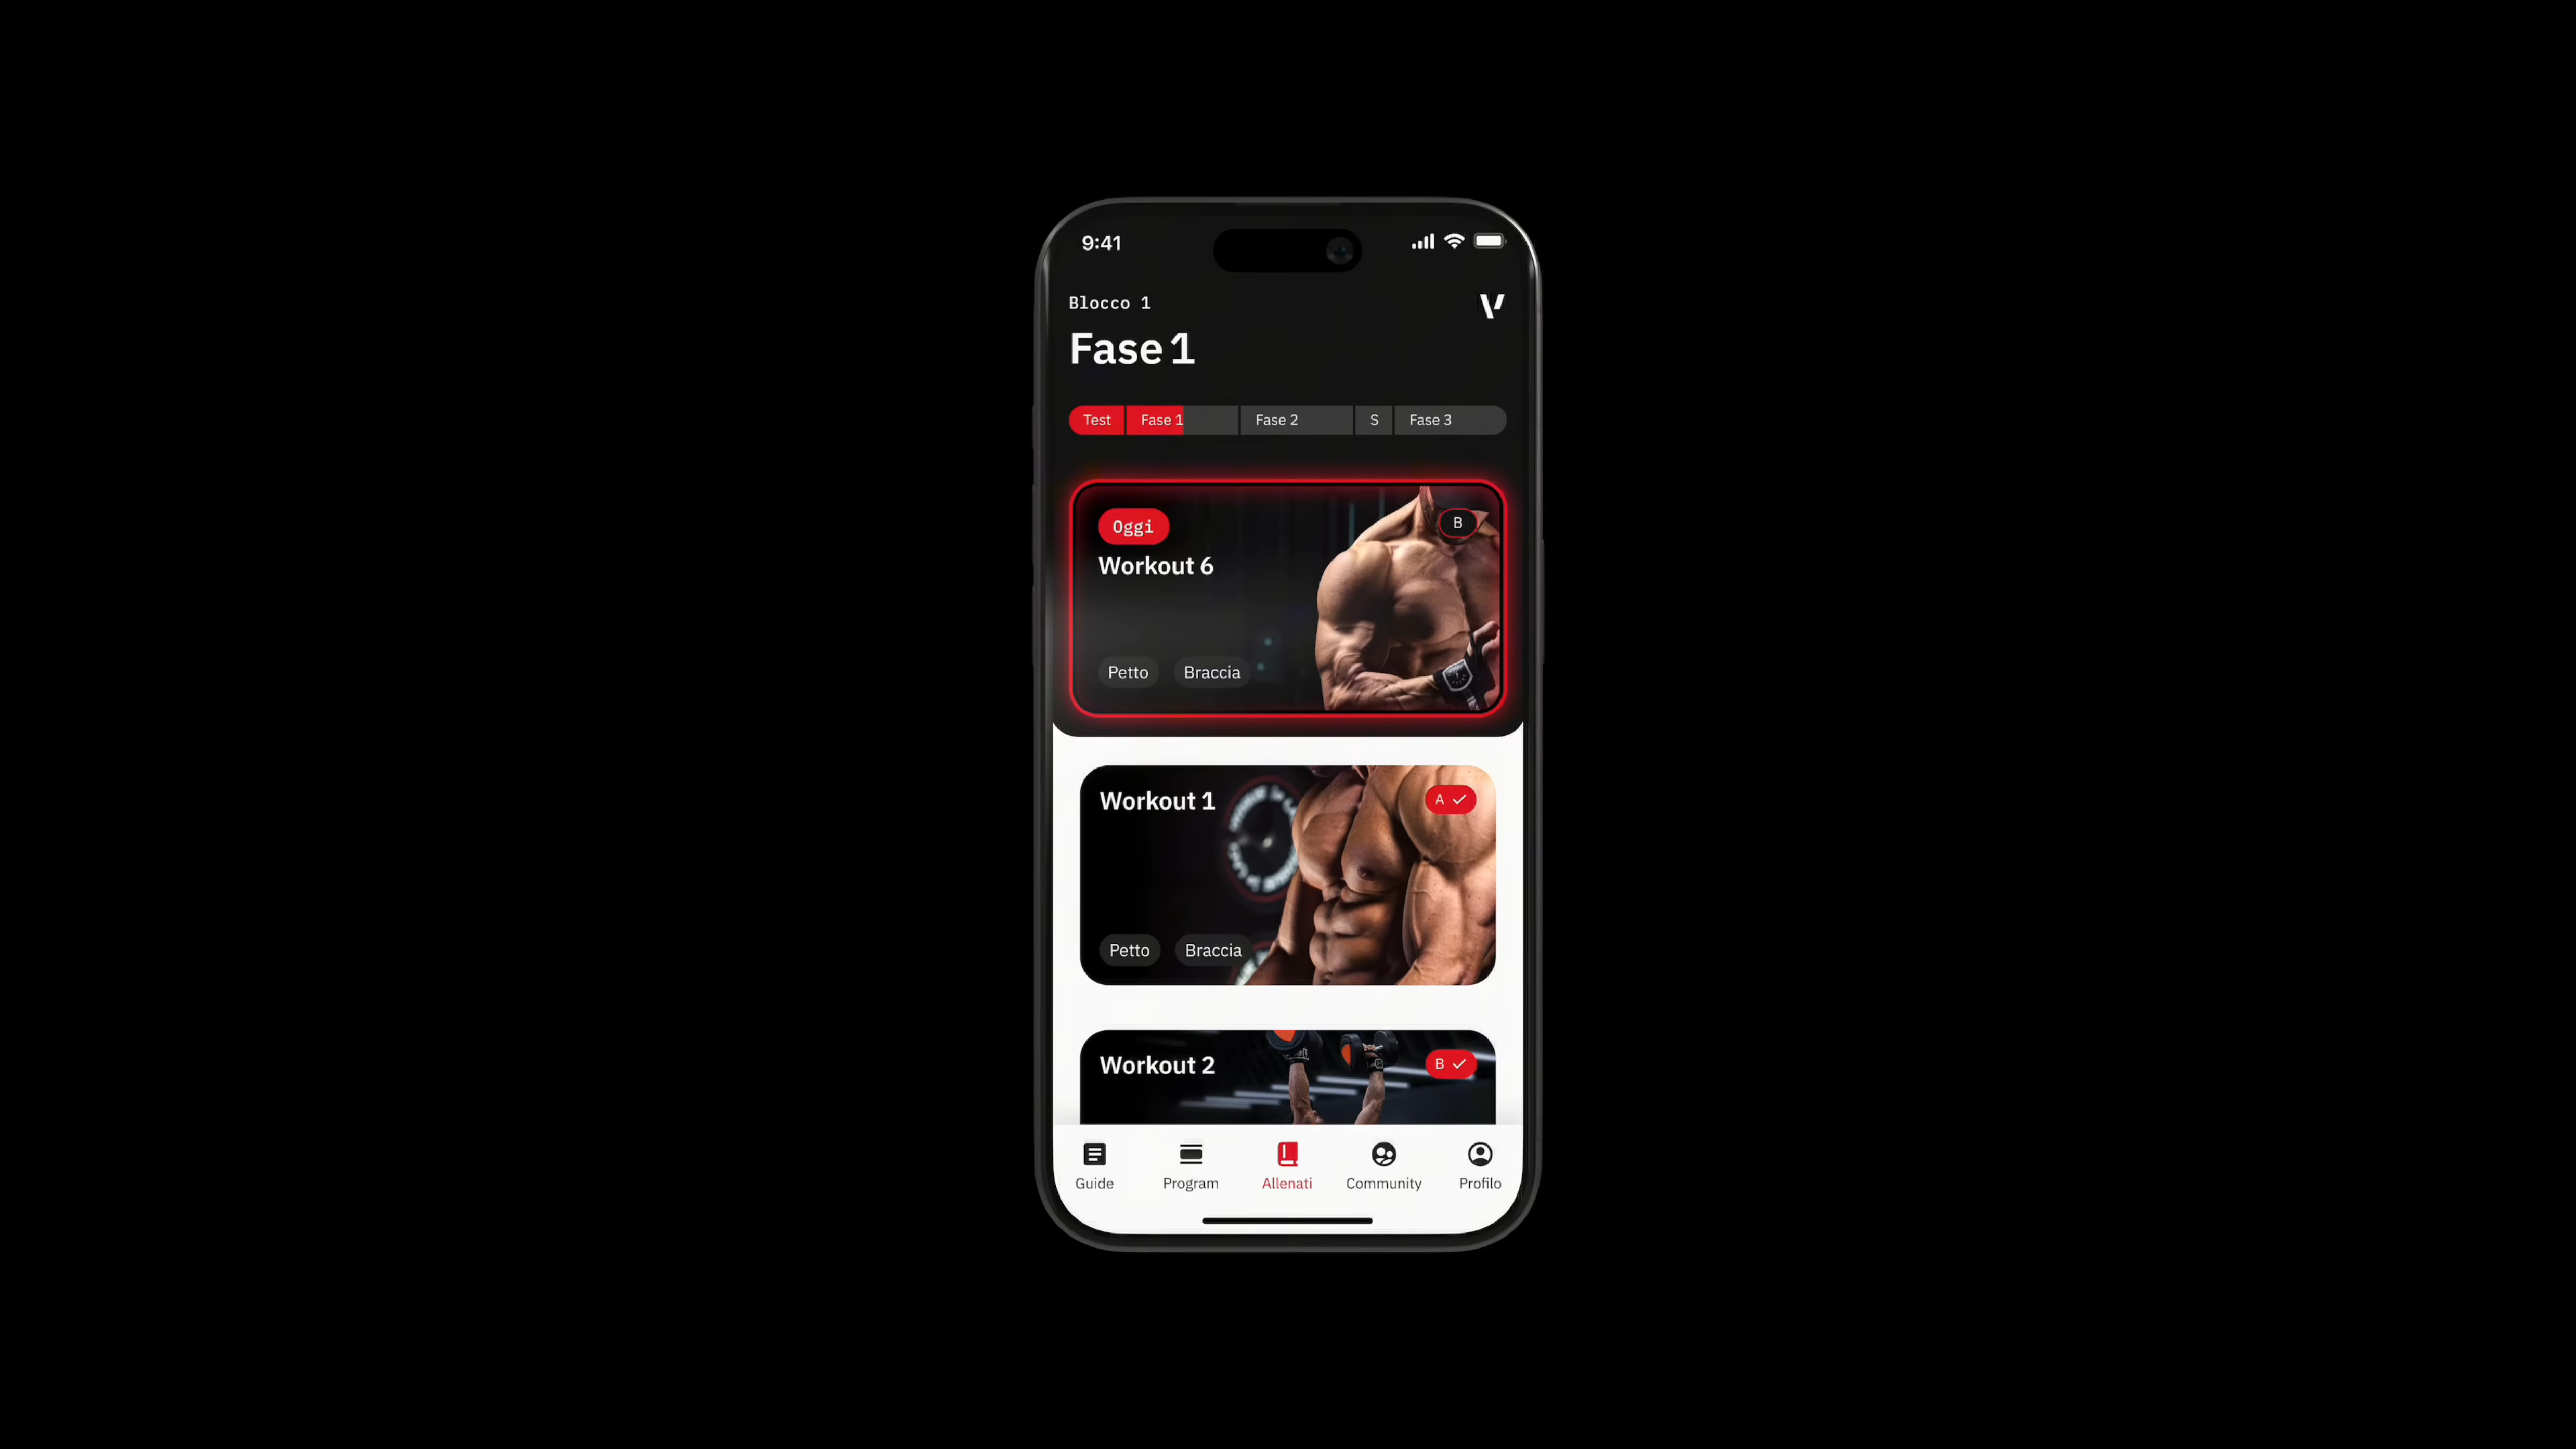 9:41
Blocco 1
Fase 1
Test Fase 1 Fase 2 S Fase 3
Oggi B
Workout 6
Petto Braccia
Workout 1 A
Petto Braccia
Workout 2 B
Guide Program Allenati Community Profilo